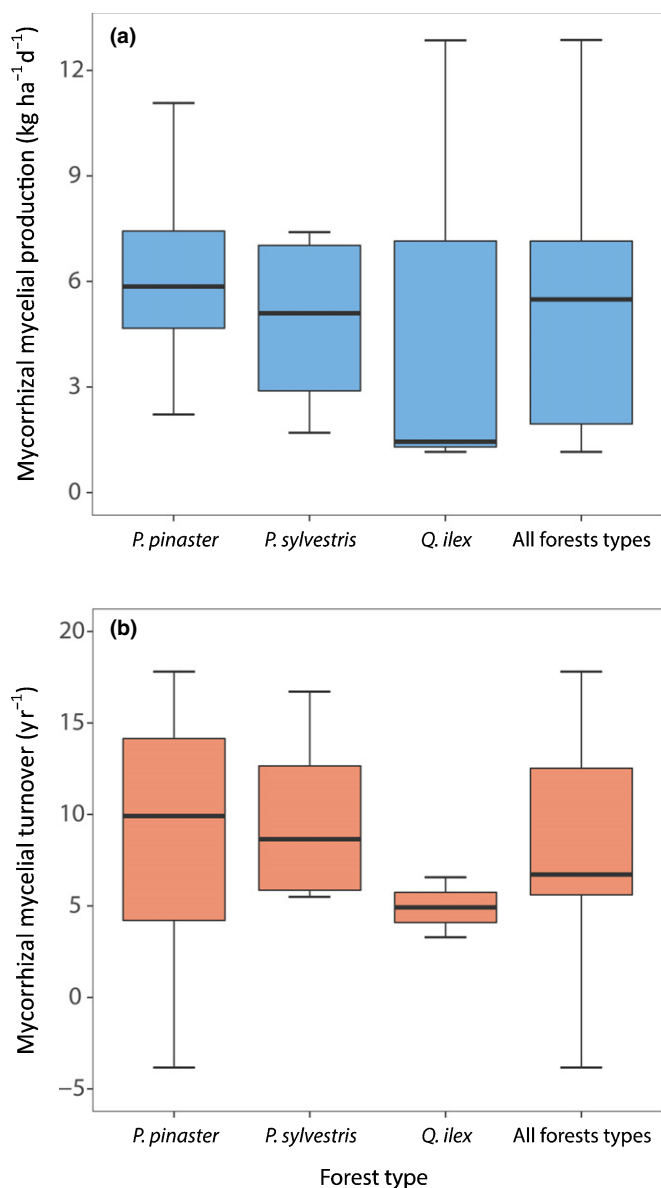 (a)
Mycorrhizal mycelial production (kg ha⁻¹ d⁻¹)
12
9
6
3
0
P. pinaster P. sylvestris Q. ilex All forests types
(b)
Mycorrhizal mycelial turnover (yr⁻¹)
20
15
10
5
0
−5
P. pinaster P. sylvestris Q. ilex All forests types
Forest type